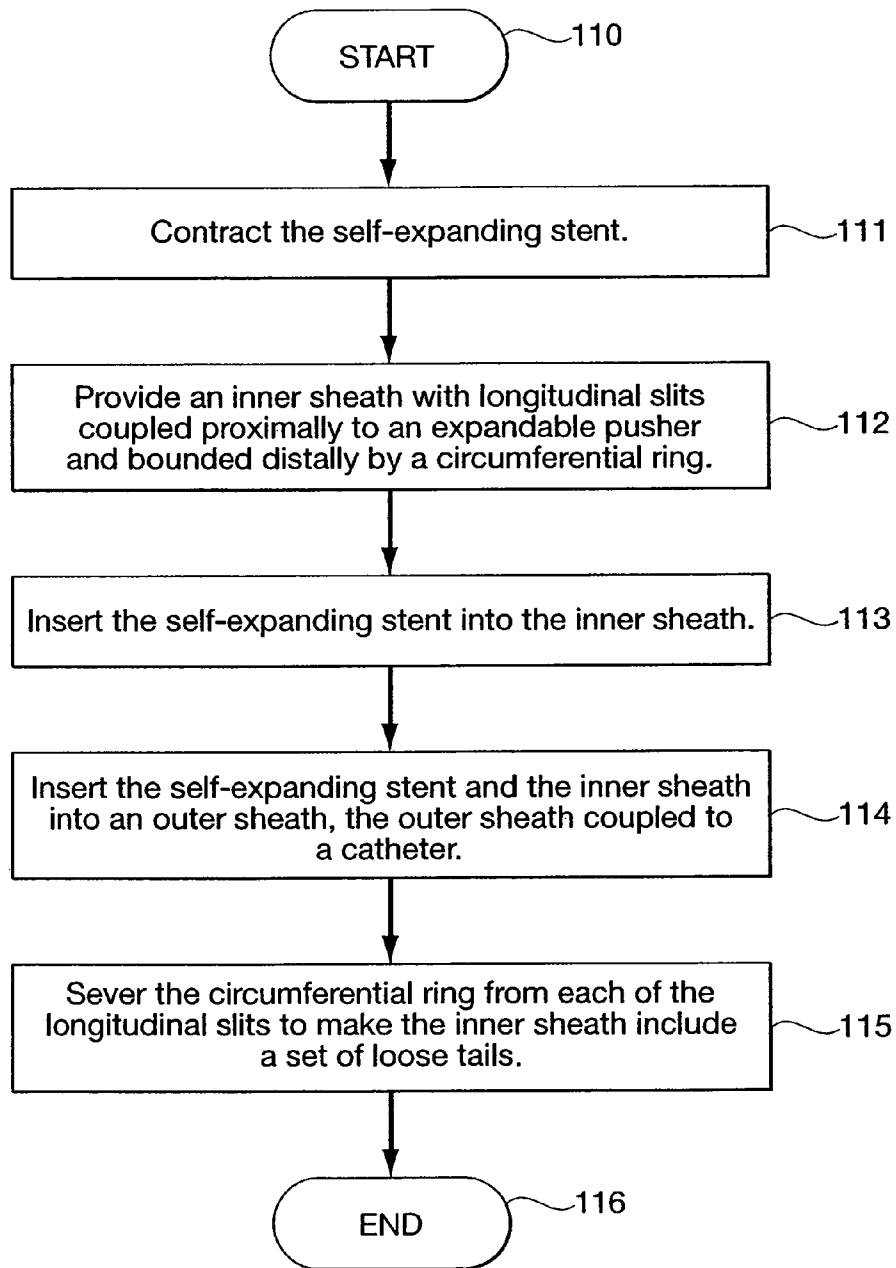 START
110
Contract the self-expanding stent.
111
Provide an inner sheath with longitudinal slits
coupled proximally to an expandable pusher
and bounded distally by a circumferential ring.
112
Insert the self-expanding stent into the inner sheath.
113
Insert the self-expanding stent and the inner sheath
into an outer sheath, the outer sheath coupled to
a catheter.
114
Sever the circumferential ring from each of the
longitudinal slits to make the inner sheath include
a set of loose tails.
115
END
116